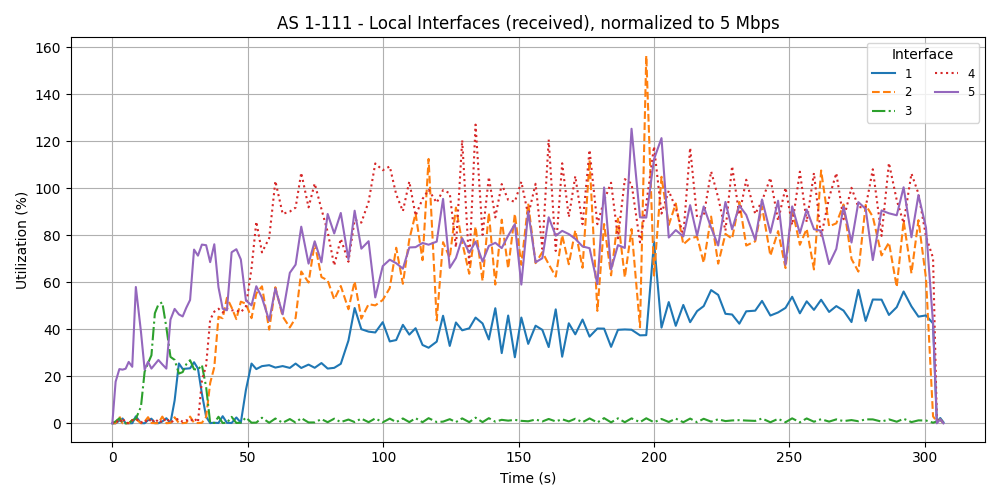 AS 1-111 - Local Interfaces (received), normalized to 5 Mbps
Utilization (%)
160
140
120
100
80
60
40
20
0
0 50 100 150 200 250 300
Time (s)
Interface
1 4
2 5
3